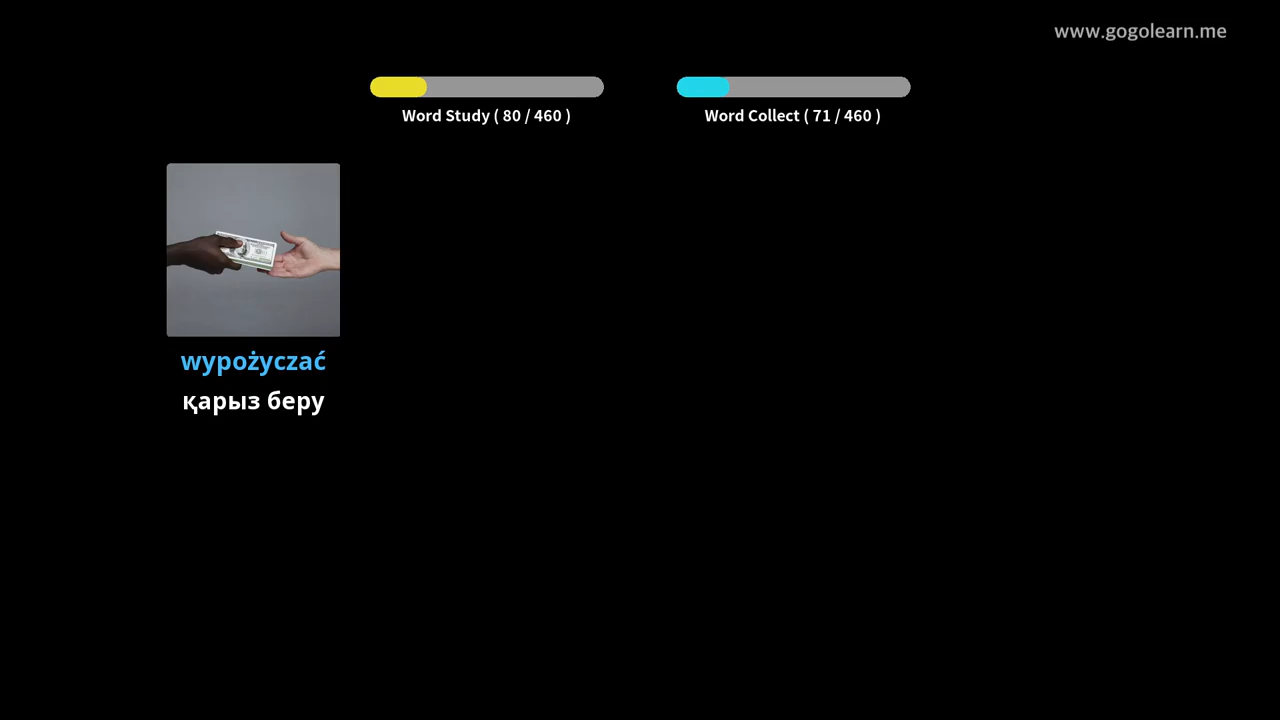 www.gogolearn.me
Word Study ( 80 / 460 )
Word Collect ( 71 / 460 )
wypożyczać
қарыз беру